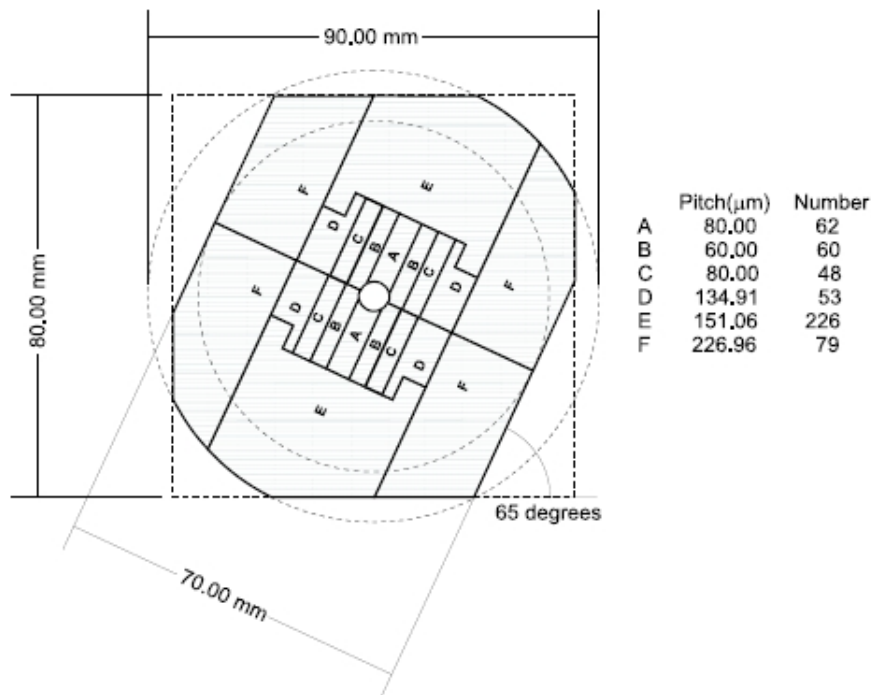 90.00 mm
80.00 mm
E
F
D
C
B
A
B
C
D
F
F
D
C
B
A
B
C
D
F
E
65 degrees
70.00 mm
Pitch(μm) Number
A 80.00 62
B 60.00 60
C 80.00 48
D 134.91 53
E 151.06 226
F 226.96 79